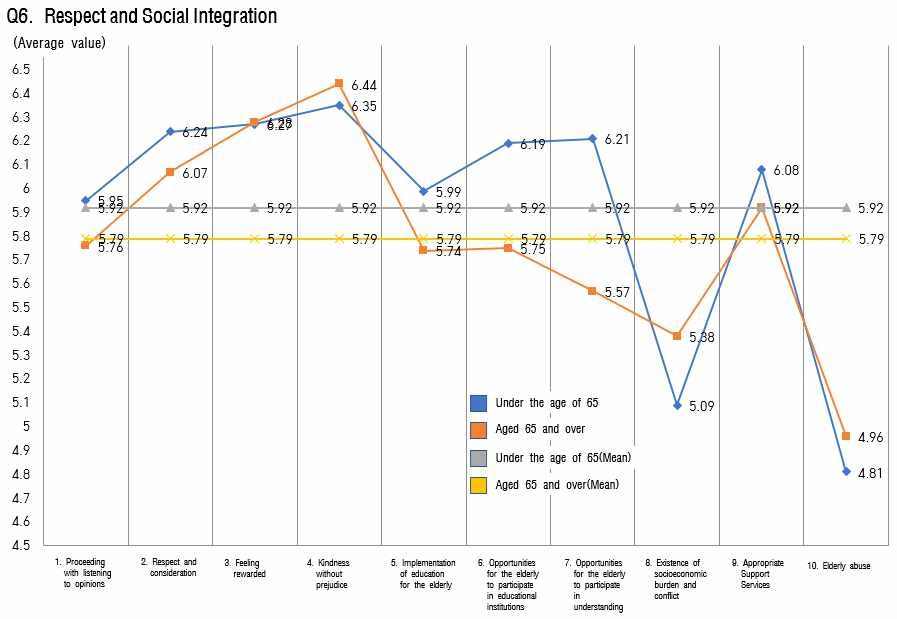 Q6. Respect and Social Integration
(Average value)
6.5
6.4
6.3
6.2
6.1
6
5.9
5.8
5.7
5.6
5.5
5.4
5.3
5.2
5.1
5
4.9
4.8
4.7
4.6
4.5
5.95
6.24
6.27
6.35
5.99
6.19
6.21
5.09
6.08
4.81
5.76
6.07
6.28
6.44
5.74
5.75
5.57
5.38
5.92
4.96
5.92
5.92
5.92
5.92
5.92
5.92
5.92
5.92
5.92
5.92
5.79
5.79
5.79
5.79
5.79
5.79
5.79
5.79
5.79
5.79
Under the age of 65
Aged 65 and over
Under the age of 65(Mean)
Aged 65 and over(Mean)
1. Proceeding
with listening
to opinions
2. Respect and
consideration
3. Feeling
rewarded
4. Kindness
without
prejudice
5. Implementation
of education
for the elderly
6. Opportunities
for the elderly
to participate
in educational
institutions
7. Opportunities
for the elderly
to participate
in
understanding
8. Existence of
socioeconomic
burden and
conflict
9. Appropriate
Support
Services
10. Elderly abuse